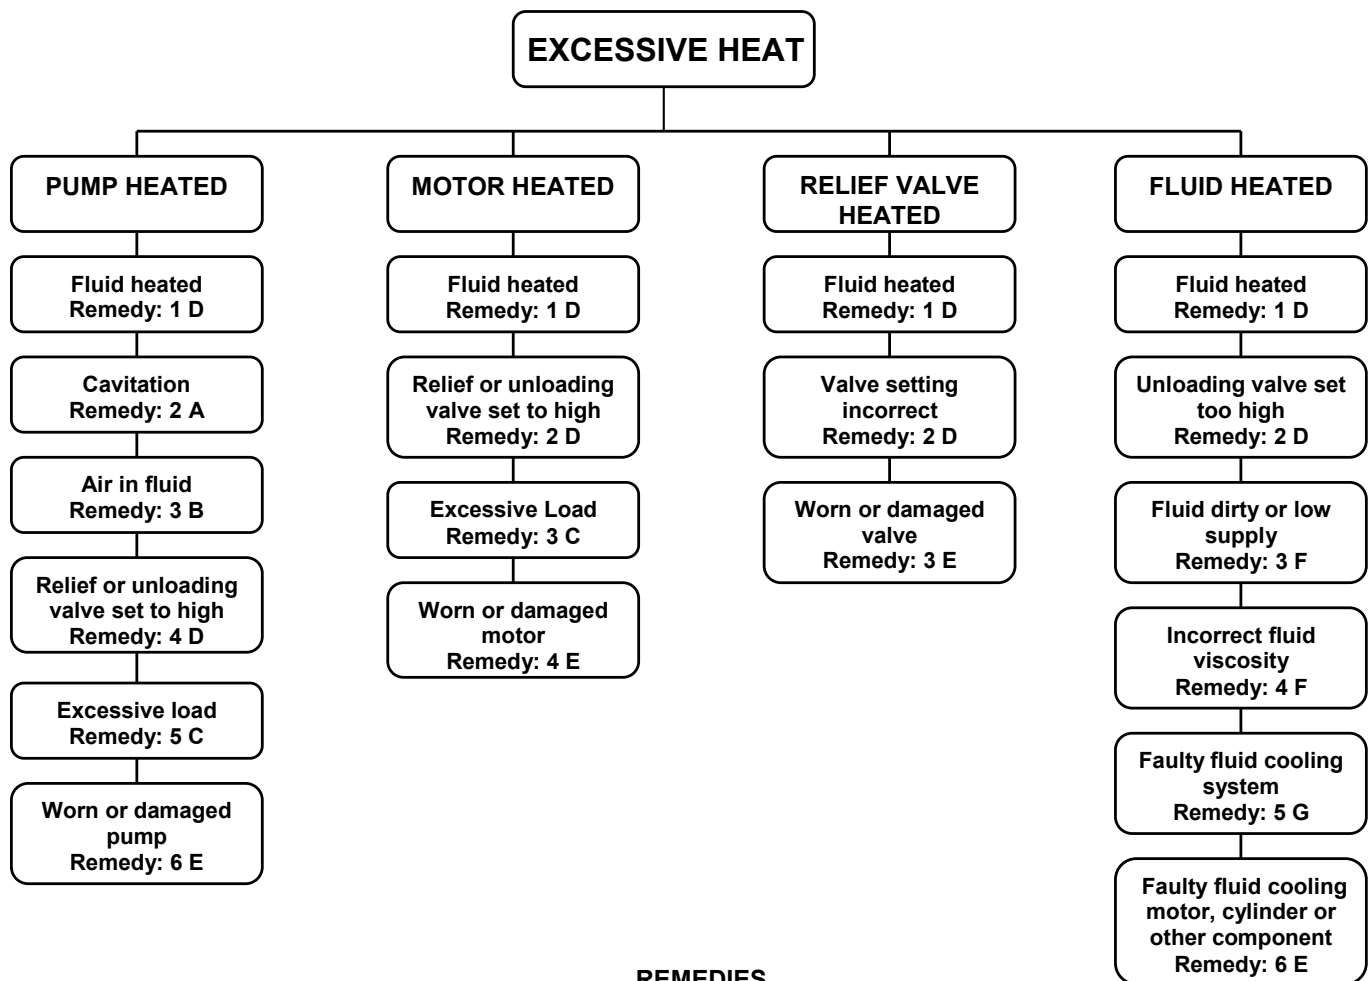 EXCESSIVE HEAT
PUMP HEATED
Fluid heated
Remedy: 1 D
Cavitation
Remedy: 2 A
Air in fluid
Remedy: 3 B
Relief or unloading
valve set to high
Remedy: 4 D
Excessive load
Remedy: 5 C
Worn or damaged
pump
Remedy: 6 E
MOTOR HEATED
Fluid heated
Remedy: 1 D
Relief or unloading
valve set to high
Remedy: 2 D
Excessive Load
Remedy: 3 C
Worn or damaged
motor
Remedy: 4 E
RELIEF VALVE
HEATED
Fluid heated
Remedy: 1 D
Valve setting
incorrect
Remedy: 2 D
Worn or damaged
valve
Remedy: 3 E
FLUID HEATED
Fluid heated
Remedy: 1 D
Unloading valve set
too high
Remedy: 2 D
Fluid dirty or low
supply
Remedy: 3 F
Incorrect fluid
viscosity
Remedy: 4 F
Faulty fluid cooling
system
Remedy: 5 G
Faulty fluid cooling
motor, cylinder or
other component
Remedy: 6 E
REMEDIES